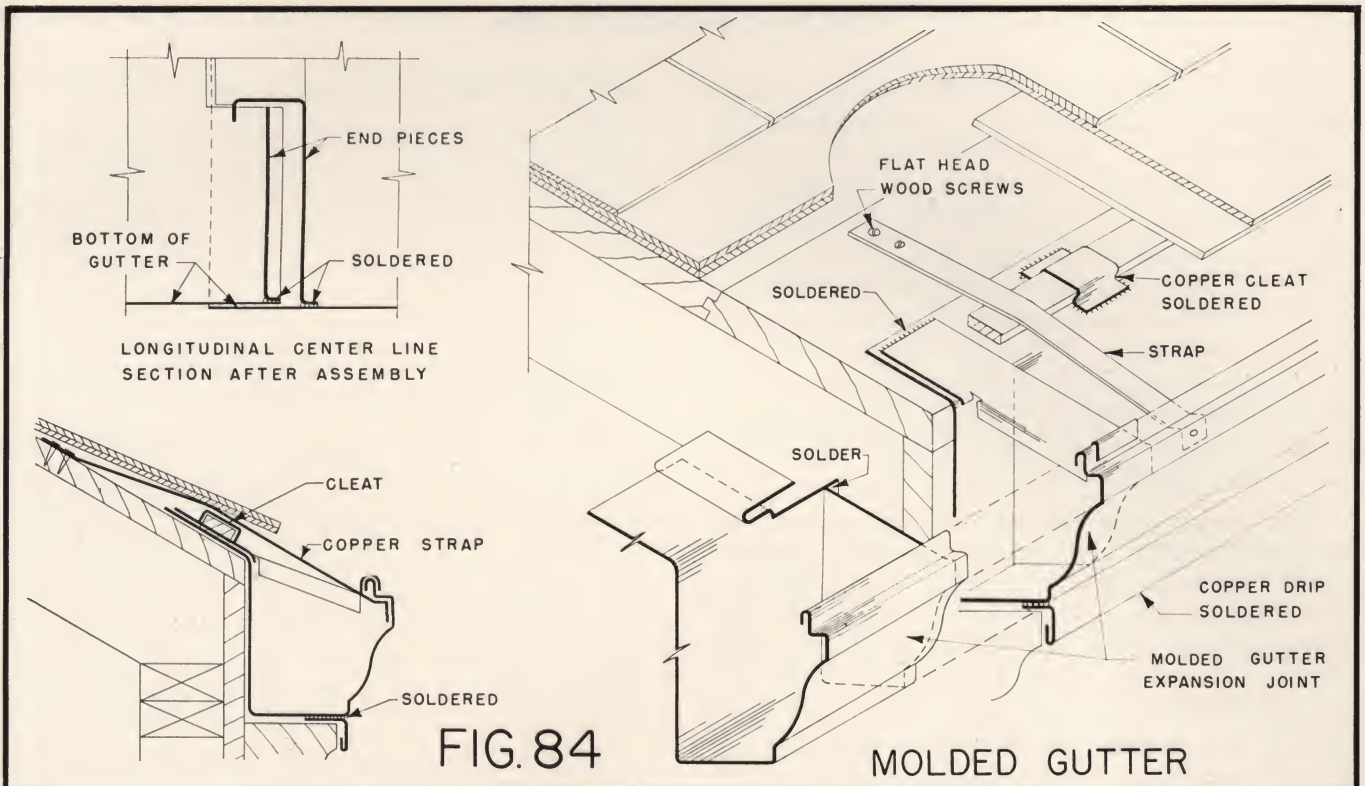 END PIECES
BOTTOM OF
GUTTER
SOLDERED
LONGITUDINAL CENTER LINE
SECTION AFTER ASSEMBLY
FLAT HEAD
WOOD SCREWS
SOLDERED
COPPER CLEAT
SOLDERED
STRAP
CLEAT
COPPER STRAP
SOLDERED
SOLDER
COPPER DRIP
SOLDERED
MOLDED GUTTER
EXPANSION JOINT
FIG. 84
MOLDED GUTTER